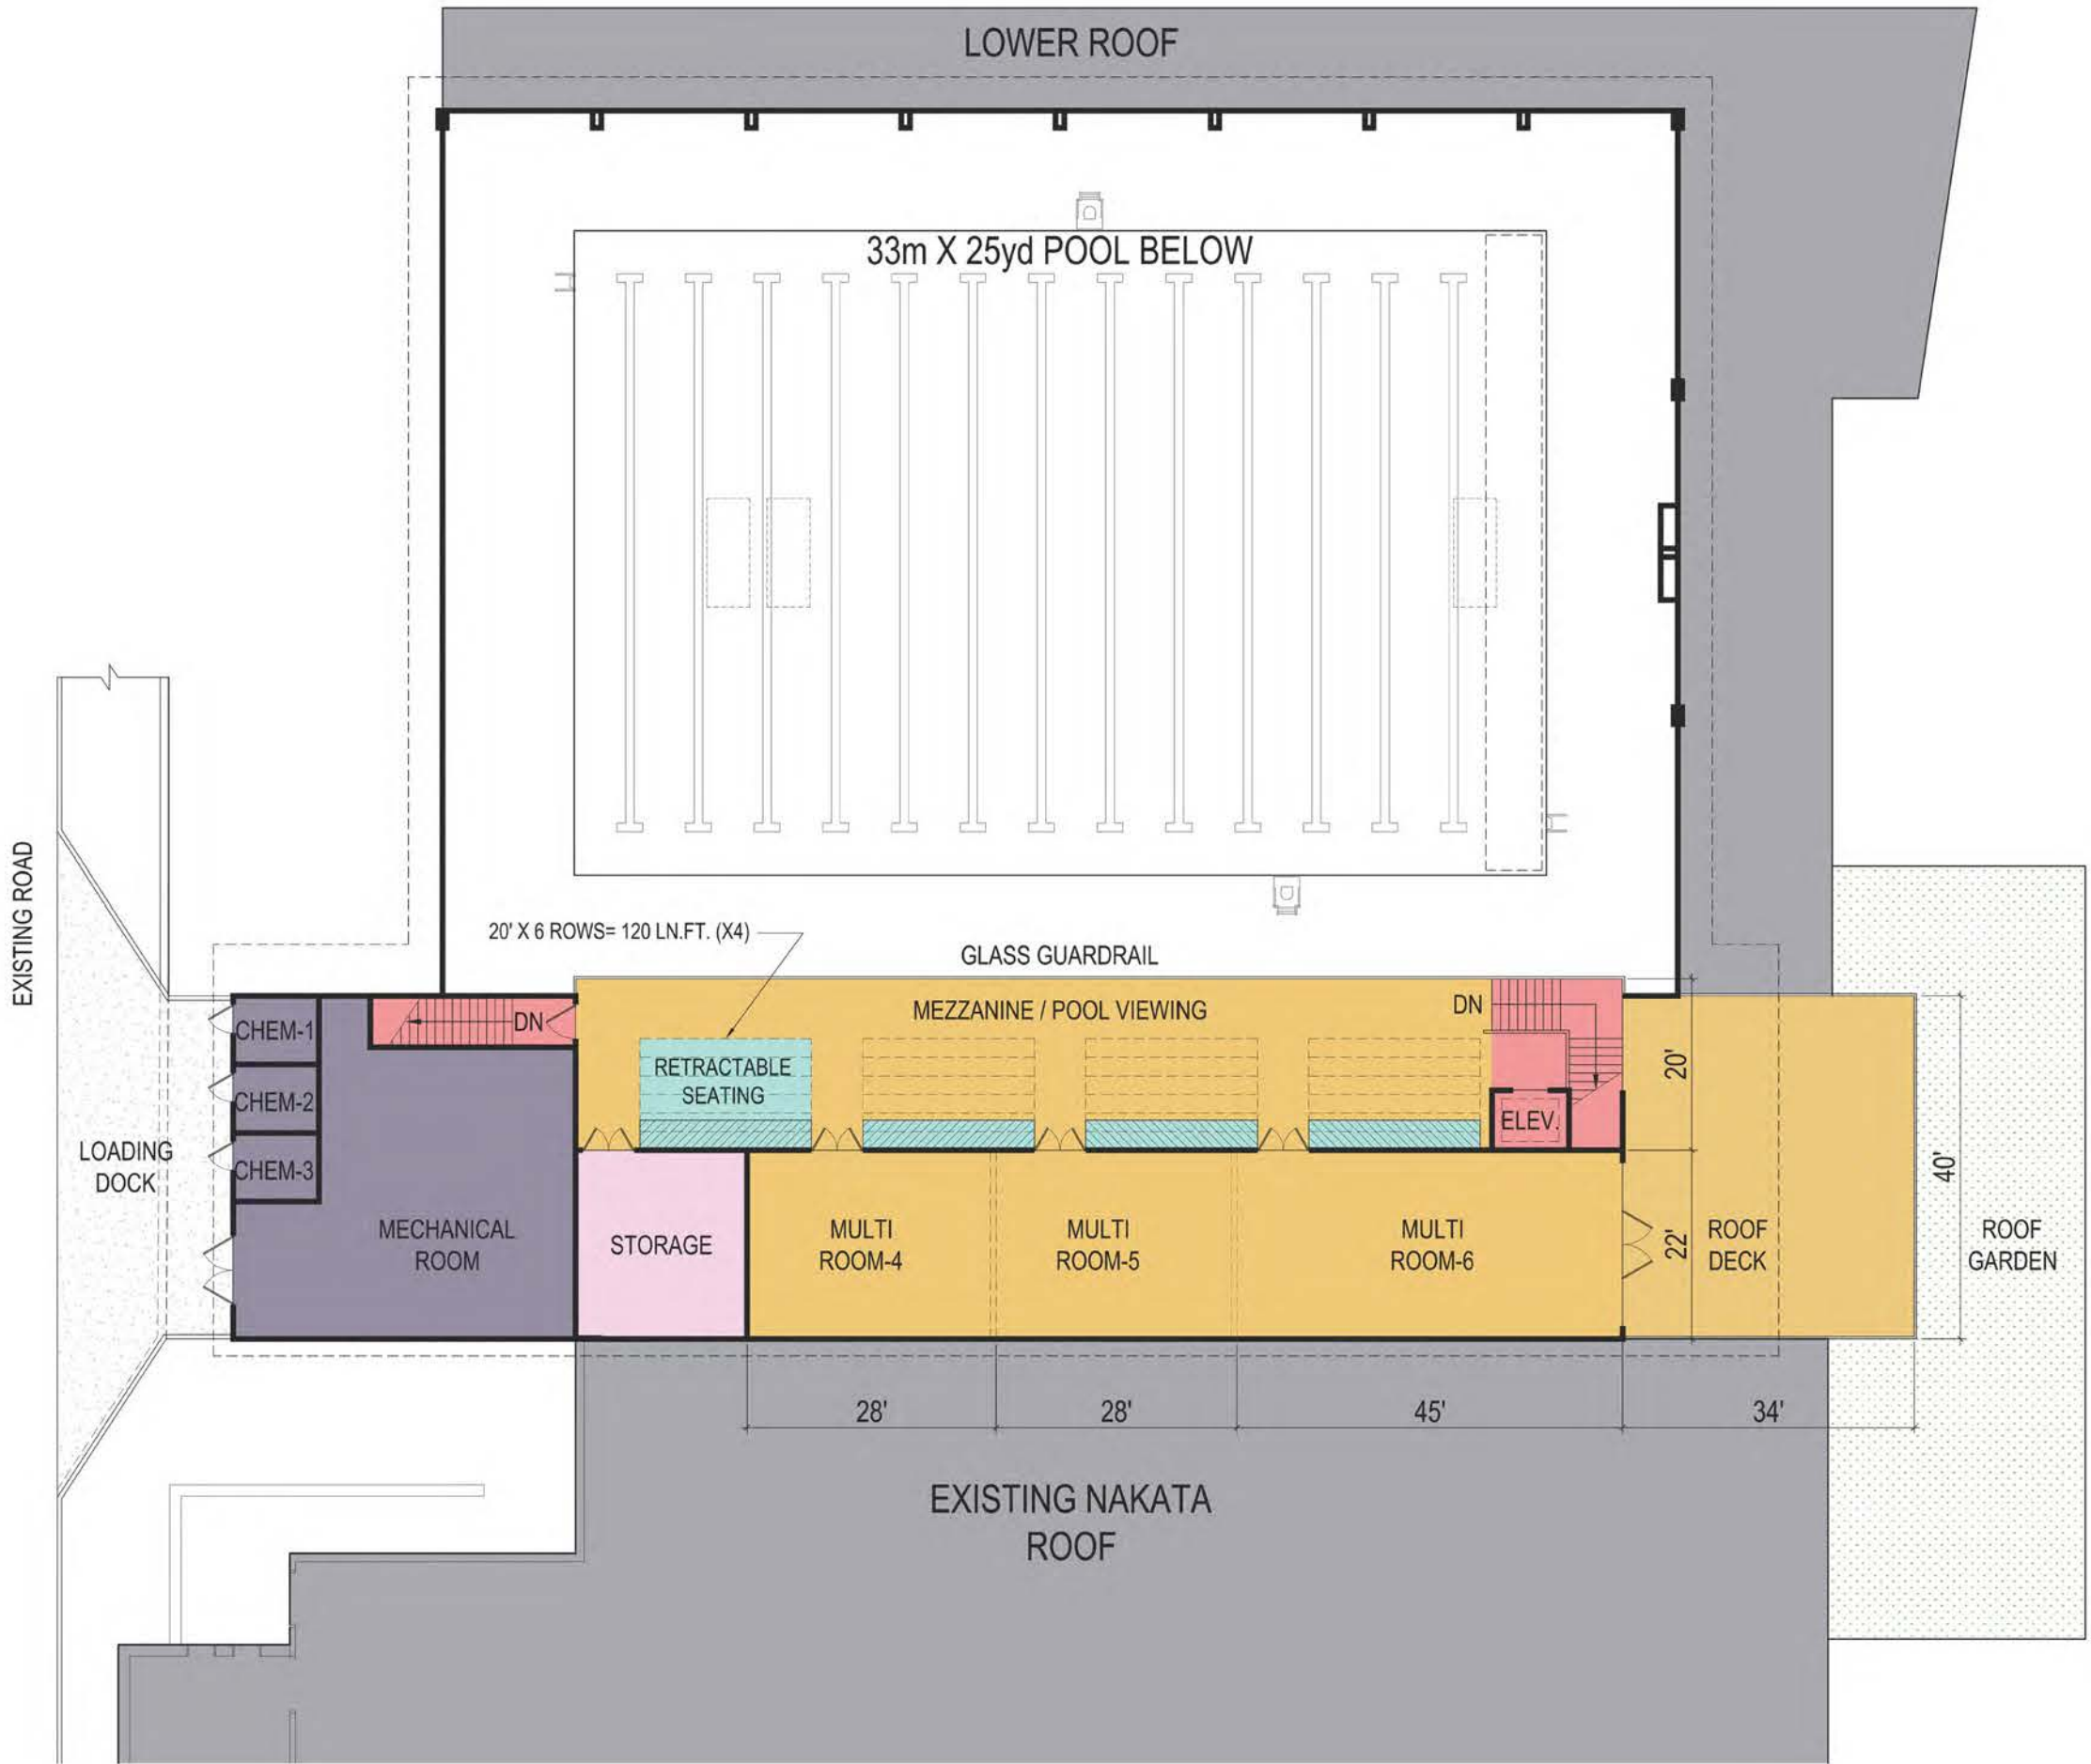 LOWER ROOF
33m X 25yd POOL BELOW
EXISTING ROAD
20' X 6 ROWS= 120 LN.FT. (X4)
GLASS GUARDRAIL
MEZZANINE / POOL VIEWING
DN
DN
CHEM-1
CHEM-2
CHEM-3
RETRACTABLE
SEATING
ELEV.
20'
LOADING
DOCK
MECHANICAL
ROOM
STORAGE
MULTI
ROOM-4
MULTI
ROOM-5
MULTI
ROOM-6
22'
ROOF
DECK
40'
ROOF
GARDEN
28'
28'
45'
34'
EXISTING NAKATA
ROOF